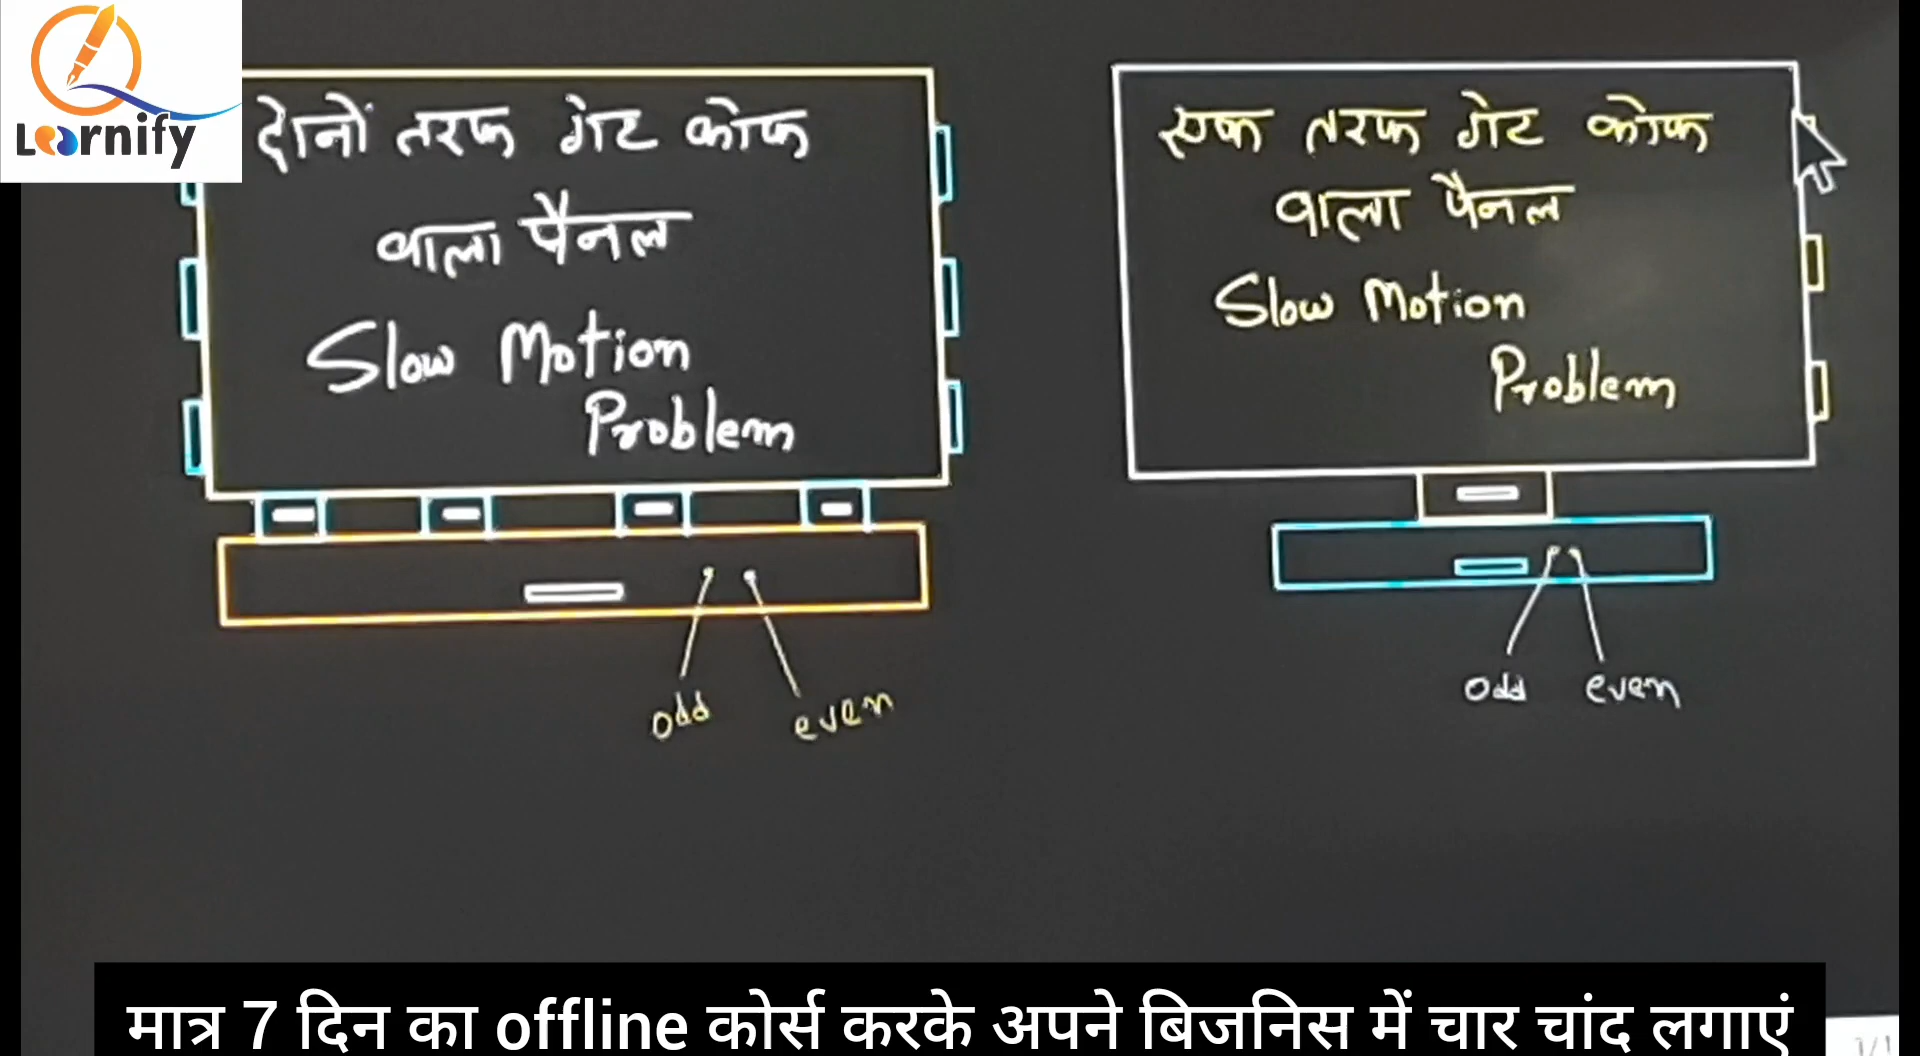 Learnify
दोनों तरफ गेट कोफ
वाला पैनल
Slow Motion
Problem
odd even
एक तरफ गेट कोफ
वाला पैनल
Slow Motion
Problem
odd even
मात्र 7 दिन का offline कोर्स करके अपने बिजनिस में चार चांद लगाएं